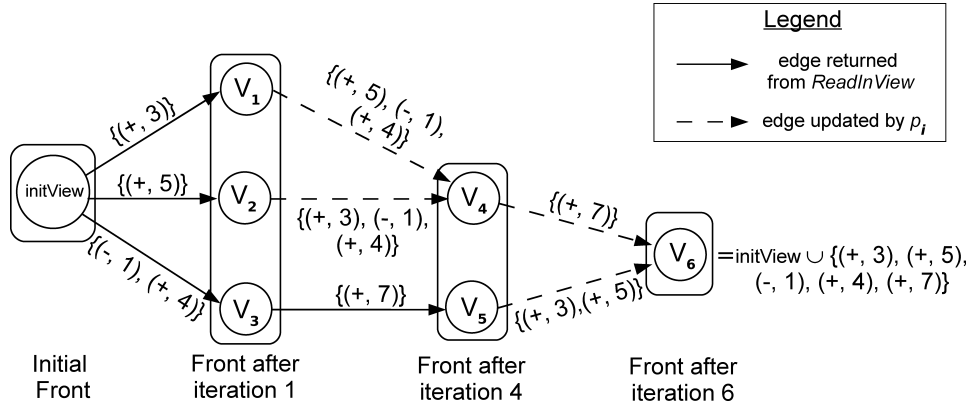 Legend
edge returned
from ReadInView
edge updated by pi
initView
{(+, 3)}
{(+, 5)}
{(-, 1), (+, 4)}
V1
V2
V3
{(+, 5), (-, 1),
(+, 4)}
{(+, 3), (-, 1),
(+, 4)}
{(+, 7)}
V4
V5
{(+, 7)}
{(+, 3),(+, 5)}
V6
=initView ∪ {(+, 3), (+, 5),
(-, 1), (+, 4), (+, 7)}
Initial
Front
Front after
iteration 1
Front after
iteration 4
Front after
iteration 6